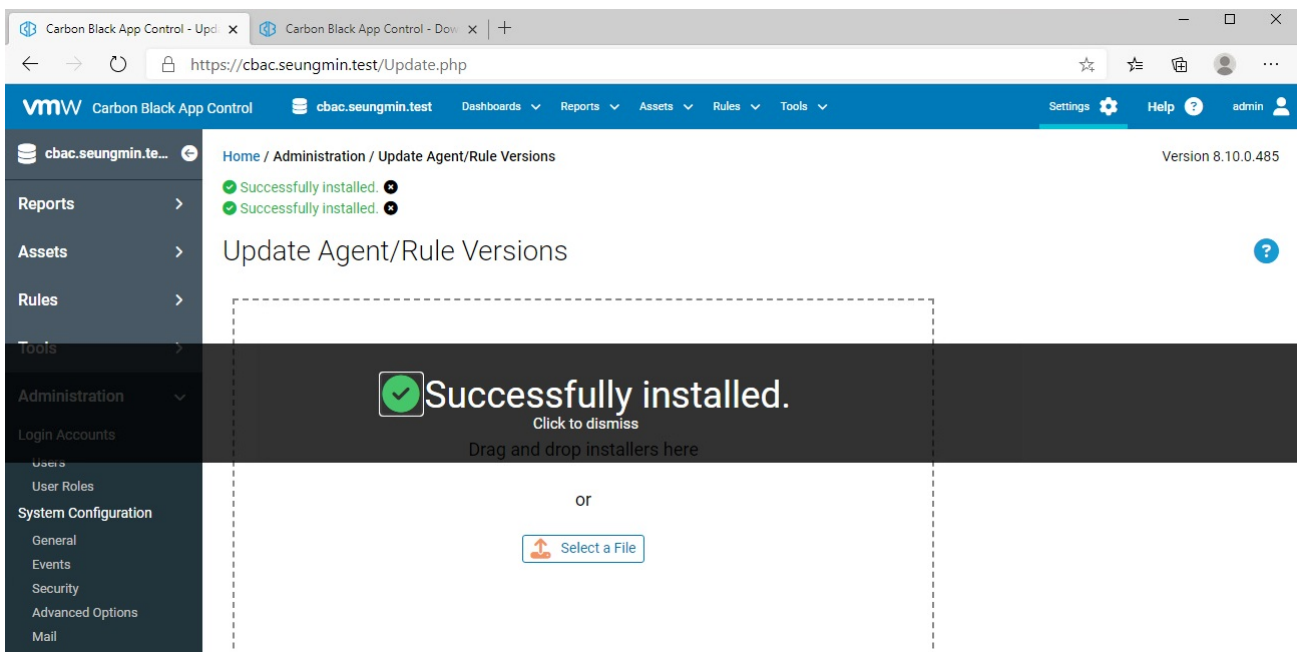 Carbon Black App Control - Upd
Carbon Black App Control - Dow
https://cbac.seungmin.test/Update.php
vmw Carbon Black App Control cbac.seungmin.test Dashboards Reports Assets Rules Tools Settings Help ? admin
cbac.seungmin.te...
Home / Administration / Update Agent/Rule Versions Version 8.10.0.485
Successfully installed.
Successfully installed.
Reports
Assets
Update Agent/Rule Versions ?
Rules
Tools
Administration
Successfully installed.
Click to dismiss
Login Accounts
Drag and drop installers here
Users
User Roles
or
System Configuration
General
Select a File
Events
Security
Advanced Options
Mail